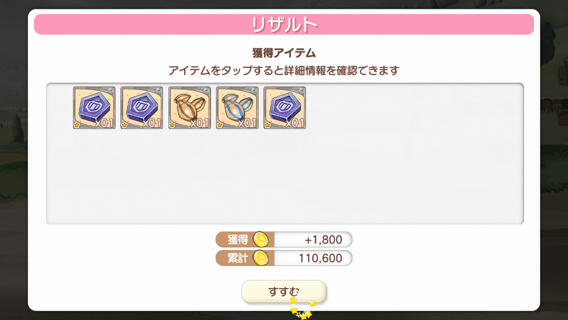 リザルト
獲得アイテム
アイテムをタップすると詳細情報を確認できます
x01 x01 x01 x01 x01
獲得 +1,800
累計 110,600
すすむ